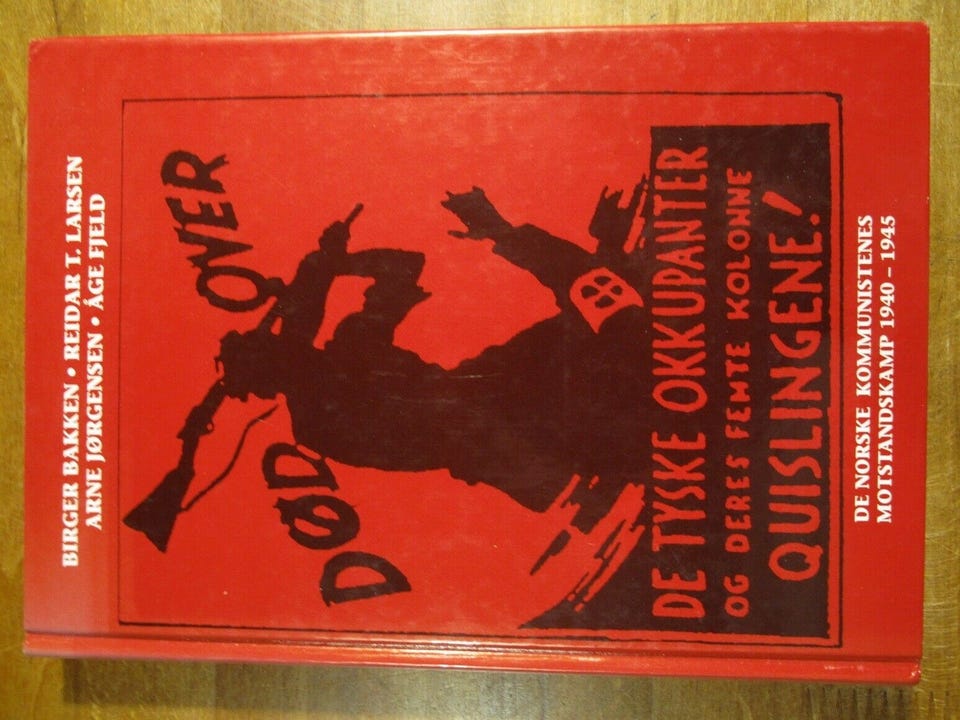 BIRGER BAKKEN • REIDAR T. LARSEN
ARNE JØRGENSEN • ÅGE FJELD
DØD OVER
DE TYSKE OKKUPANTER
OG DERES FEMTE KOLONNE
QUISLINGENE!
DE NORSKE KOMMUNISTENES
MOTSTANDSKAMP 1940 – 1945